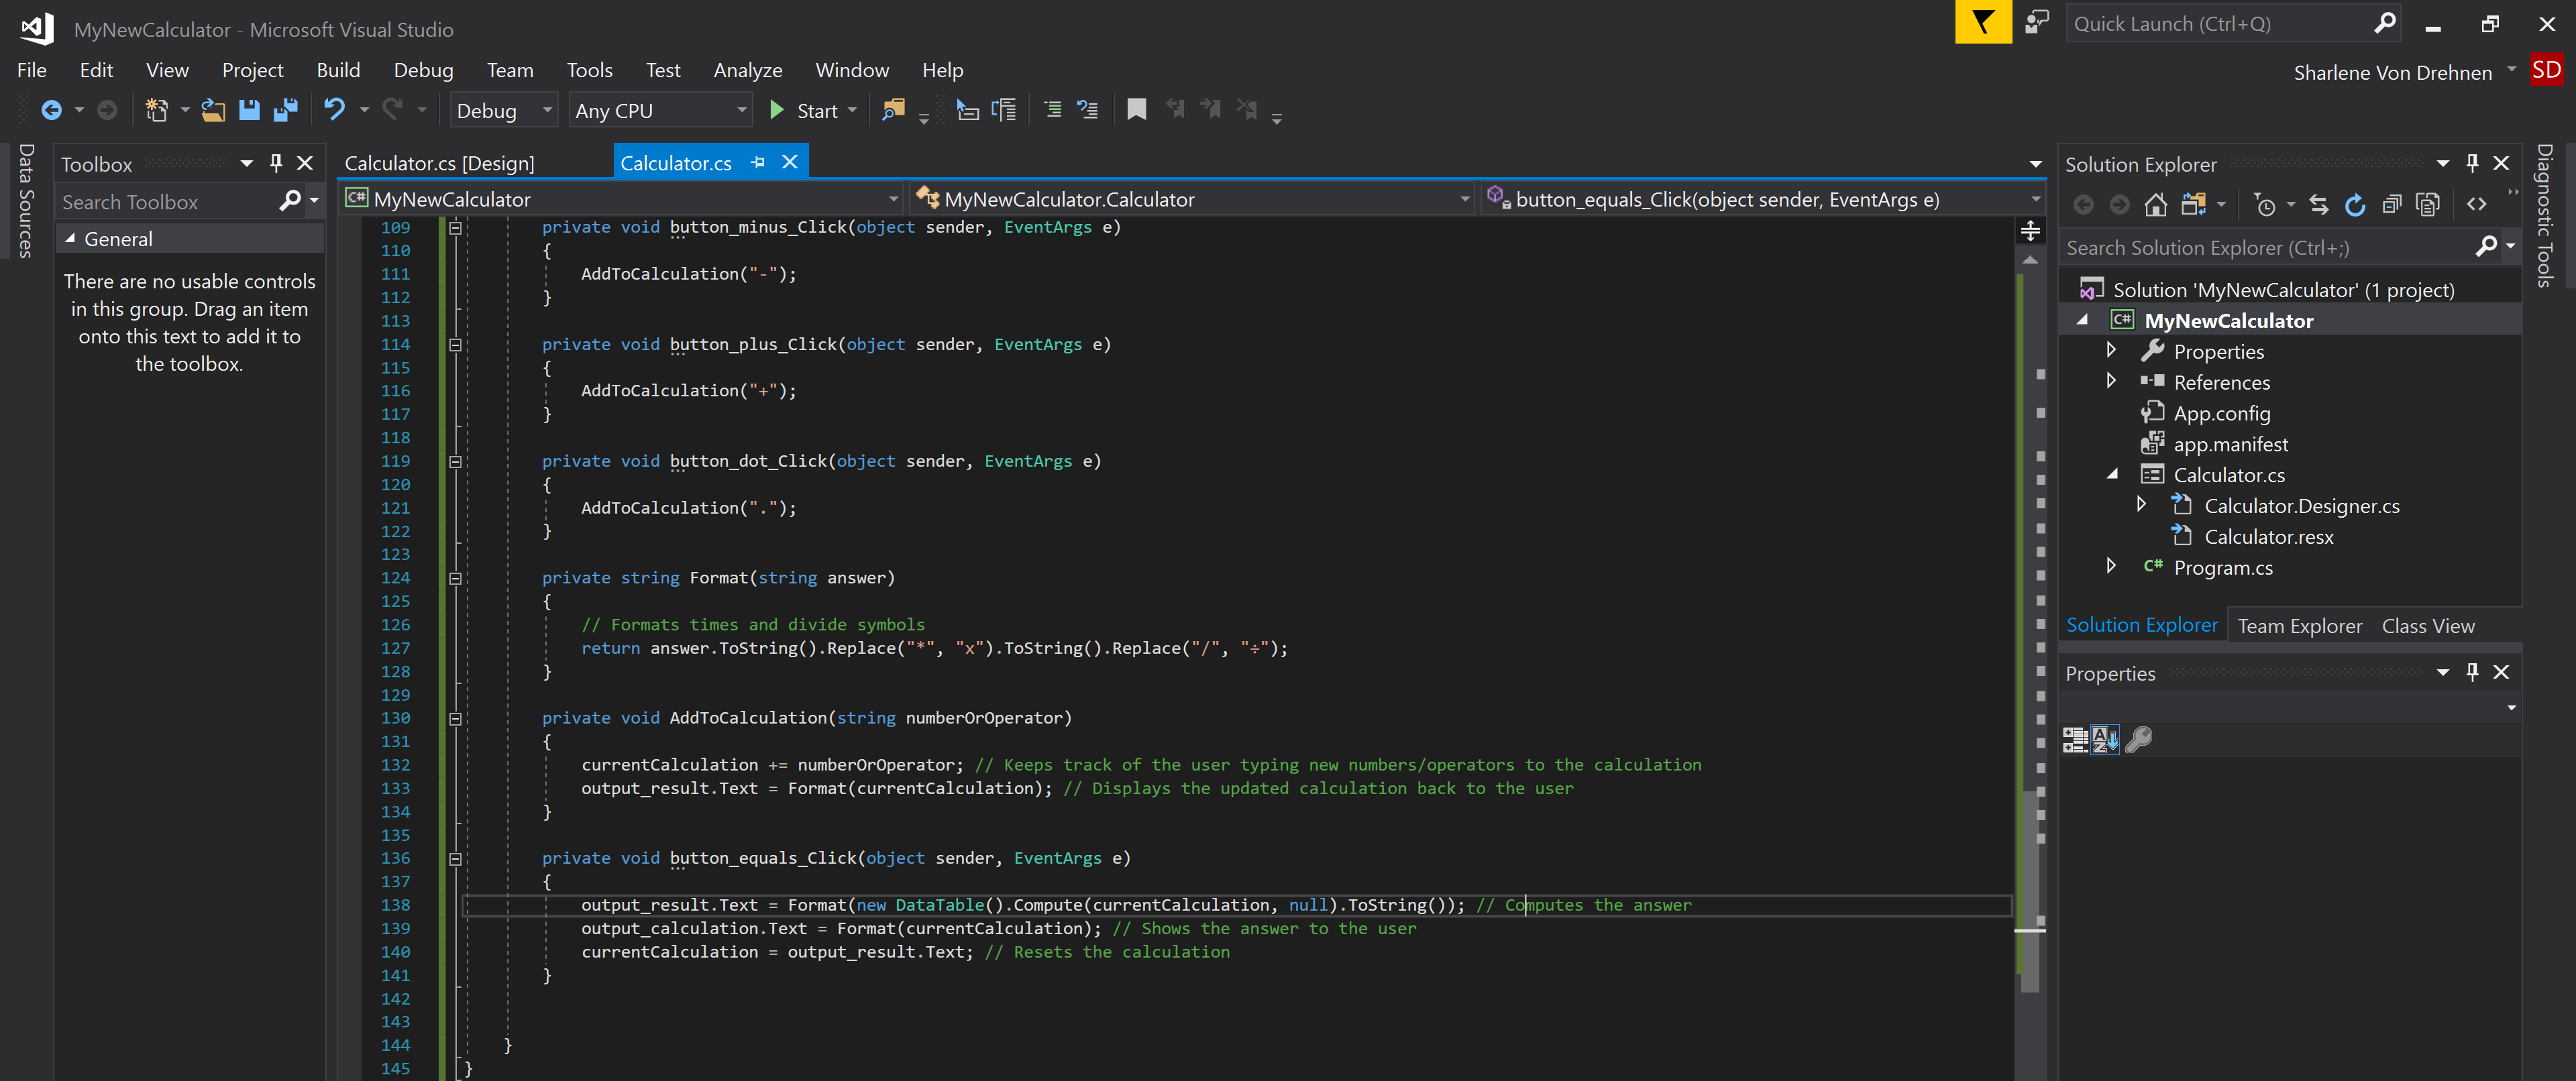 MyNewCalculator - Microsoft Visual Studio
Quick Launch (Ctrl+Q)
File Edit View Project Build Debug Team Tools Test Analyze Window Help
Sharlene Von Drehnen SD
Debug Any CPU Start
Data Sources
Toolbox
Search Toolbox
General
There are no usable controls
in this group. Drag an item
onto this text to add it to
the toolbox.
Calculator.cs [Design] Calculator.cs
C# MyNewCalculator MyNewCalculator.Calculator button_equals_Click(object sender, EventArgs e)
109 private void button_minus_Click(object sender, EventArgs e)
110 {
111 AddToCalculation("-");
112 }
113
114 private void button_plus_Click(object sender, EventArgs e)
115 {
116 AddToCalculation("+");
117 }
118
119 private void button_dot_Click(object sender, EventArgs e)
120 {
121 AddToCalculation(".");
122 }
123
124 private string Format(string answer)
125 {
126 // Formats times and divide symbols
127 return answer.ToString().Replace("*", "x").ToString().Replace("/", "÷");
128 }
129
130 private void AddToCalculation(string numberOrOperator)
131 {
132 currentCalculation += numberOrOperator; // Keeps track of the user typing new numbers/operators to the calculation
133 output_result.Text = Format(currentCalculation); // Displays the updated calculation back to the user
134 }
135
136 private void button_equals_Click(object sender, EventArgs e)
137 {
138 output_result.Text = Format(new DataTable().Compute(currentCalculation, null).ToString()); // Computes the answer
139 output_calculation.Text = Format(currentCalculation); // Shows the answer to the user
140 currentCalculation = output_result.Text; // Resets the calculation
141 }
142
143
144 }
145 }
Solution Explorer
Search Solution Explorer (Ctrl+;)
Solution 'MyNewCalculator' (1 project)
C# MyNewCalculator
Properties
References
App.config
app.manifest
Calculator.cs
Calculator.Designer.cs
Calculator.resx
C# Program.cs
Solution Explorer Team Explorer Class View
Properties
Diagnostic Tools